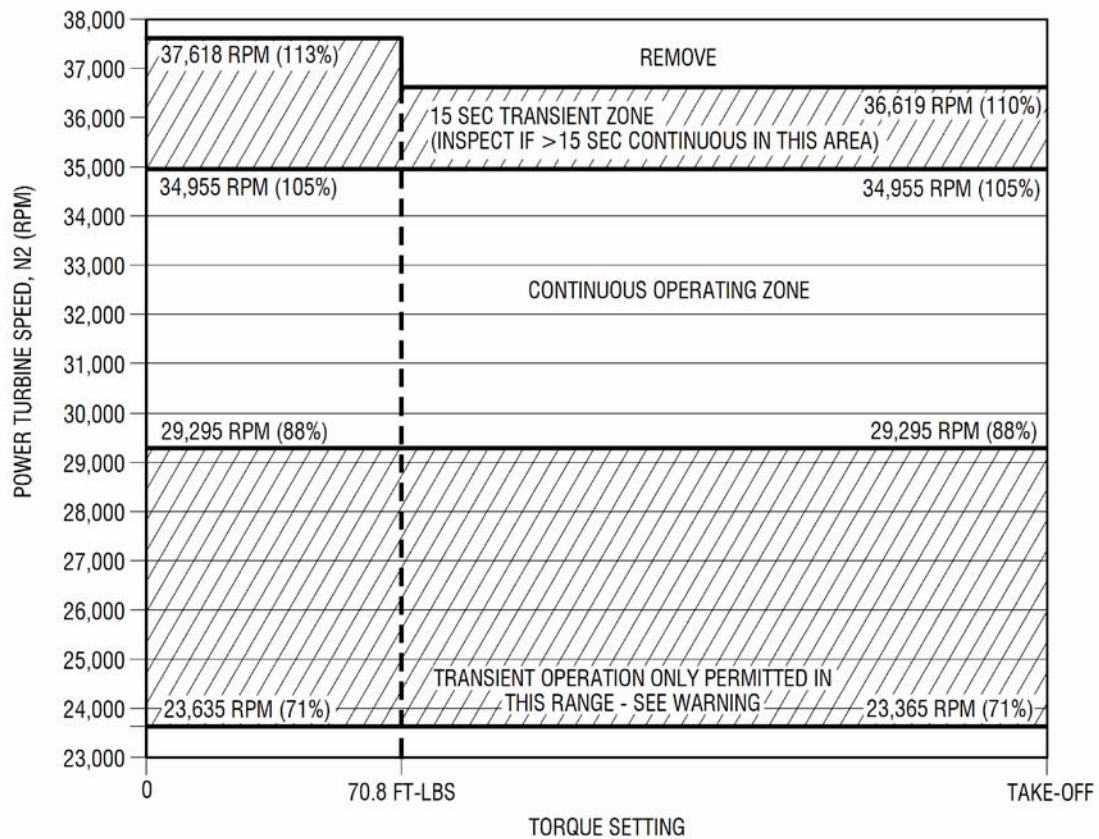 38,000
37,000
36,000
35,000
34,000
33,000
32,000
31,000
30,000
29,000
28,000
27,000
26,000
25,000
24,000
23,000
POWER TURBINE SPEED, N2 (RPM)
37,618 RPM (113%)
REMOVE
36,619 RPM (110%)
15 SEC TRANSIENT ZONE
(INSPECT IF >15 SEC CONTINUOUS IN THIS AREA)
34,955 RPM (105%)
34,955 RPM (105%)
CONTINUOUS OPERATING ZONE
29,295 RPM (88%)
29,295 RPM (88%)
TRANSIENT OPERATION ONLY PERMITTED IN
THIS RANGE - SEE WARNING
23,635 RPM (71%)
23,365 RPM (71%)
0
70.8 FT-LBS
TAKE-OFF
TORQUE SETTING